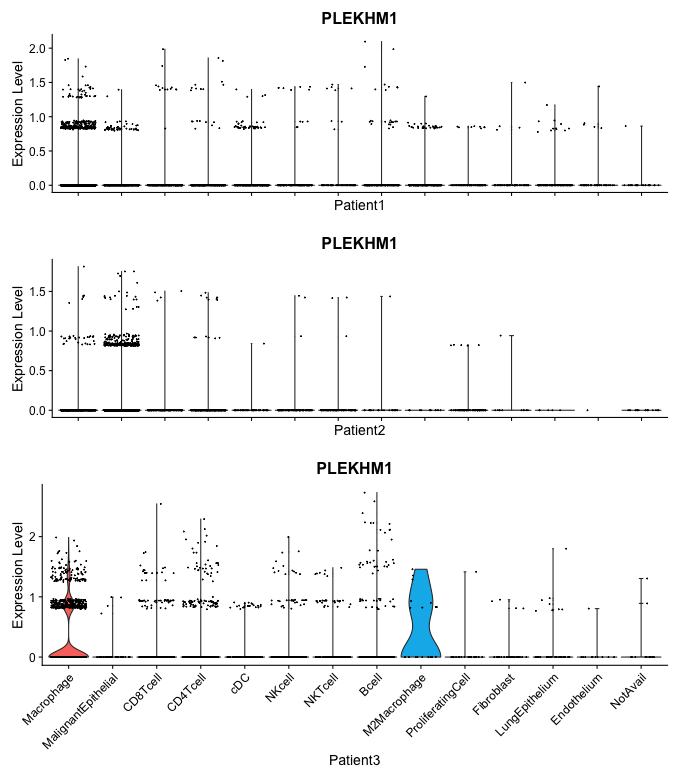 PLEKHM1
Expression Level
2.0
1.5
1.0
0.5
0.0
Patient1
PLEKHM1
Expression Level
1.5
1.0
0.5
0.0
Patient2
PLEKHM1
Expression Level
2
1
0
Macrophage
MalignantEpithelial
CD8Tcell
CD4Tcell
cDC
NKcell
NKTcell
Bcell
M2Macrophage
ProliferatingCell
Fibroblast
LungEpithelium
Endothelium
NotAvail
Patient3